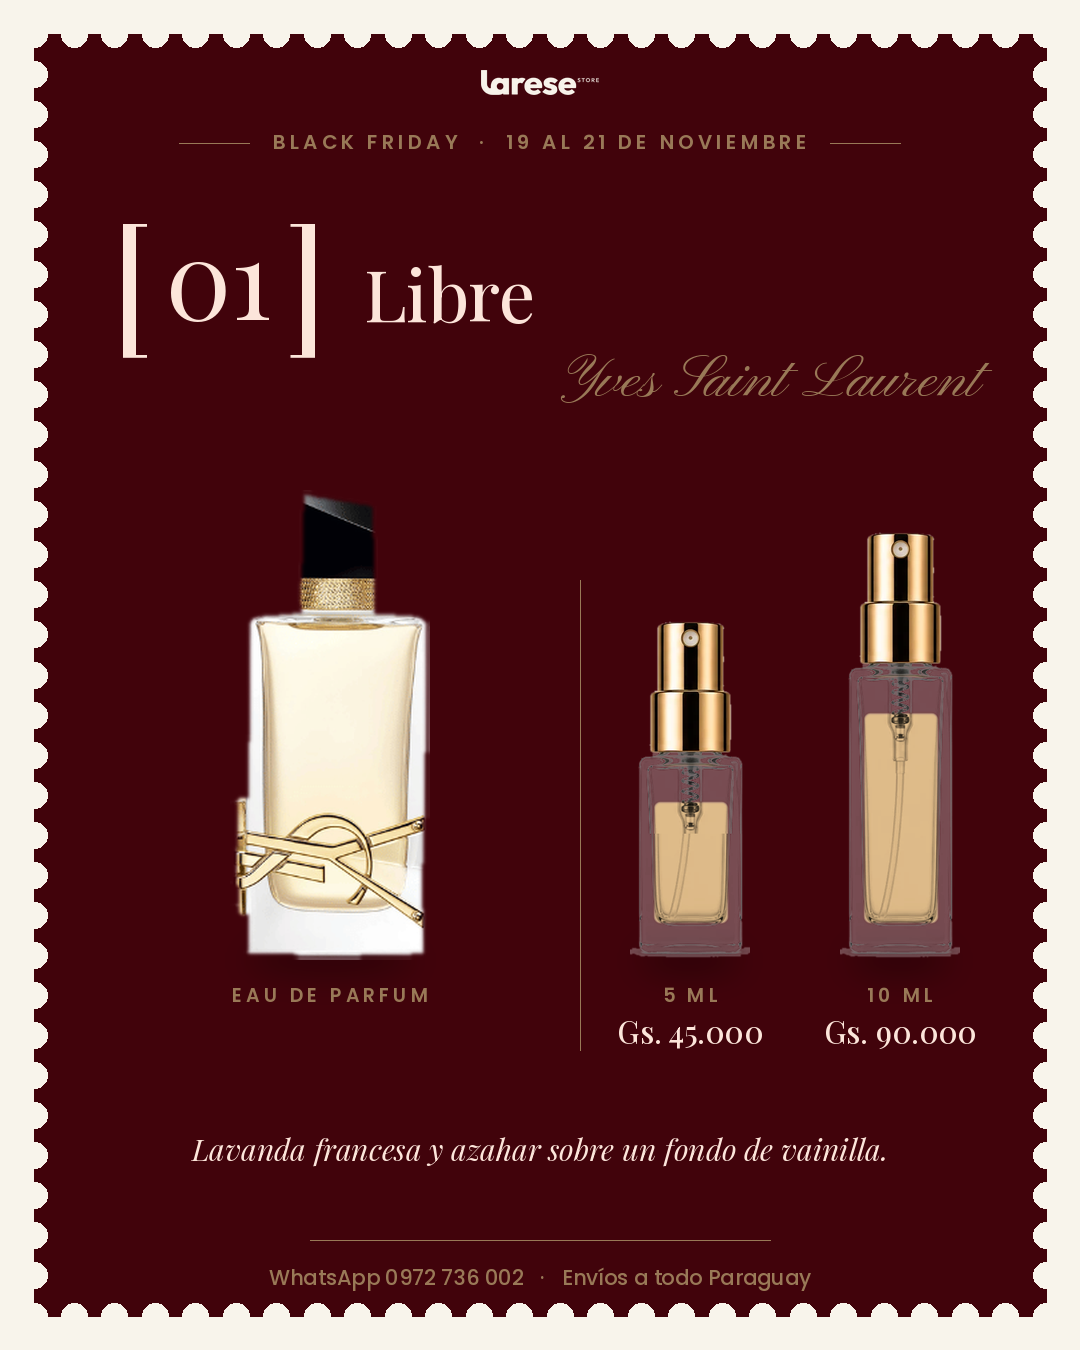 Larese STORE
BLACK FRIDAY · 19 AL 21 DE NOVIEMBRE
[01] Libre
Yves Saint Laurent
EAU DE PARFUM
5 ML
Gs. 45.000
10 ML
Gs. 90.000
Lavanda francesa y azahar sobre un fondo de vainilla.
WhatsApp 0972 736 002 · Envíos a todo Paraguay